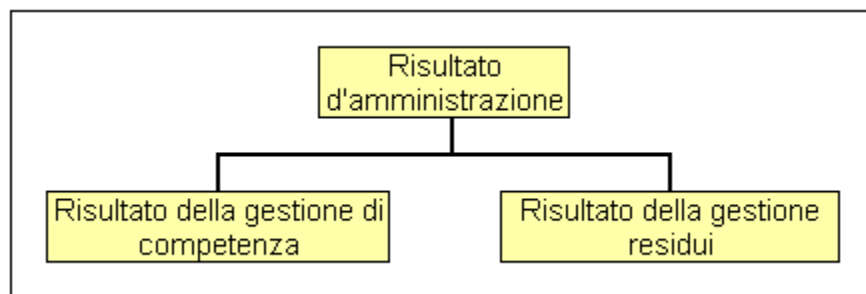 Risultato
d'amministrazione
Risultato della gestione di
competenza
Risultato della gestione
residui